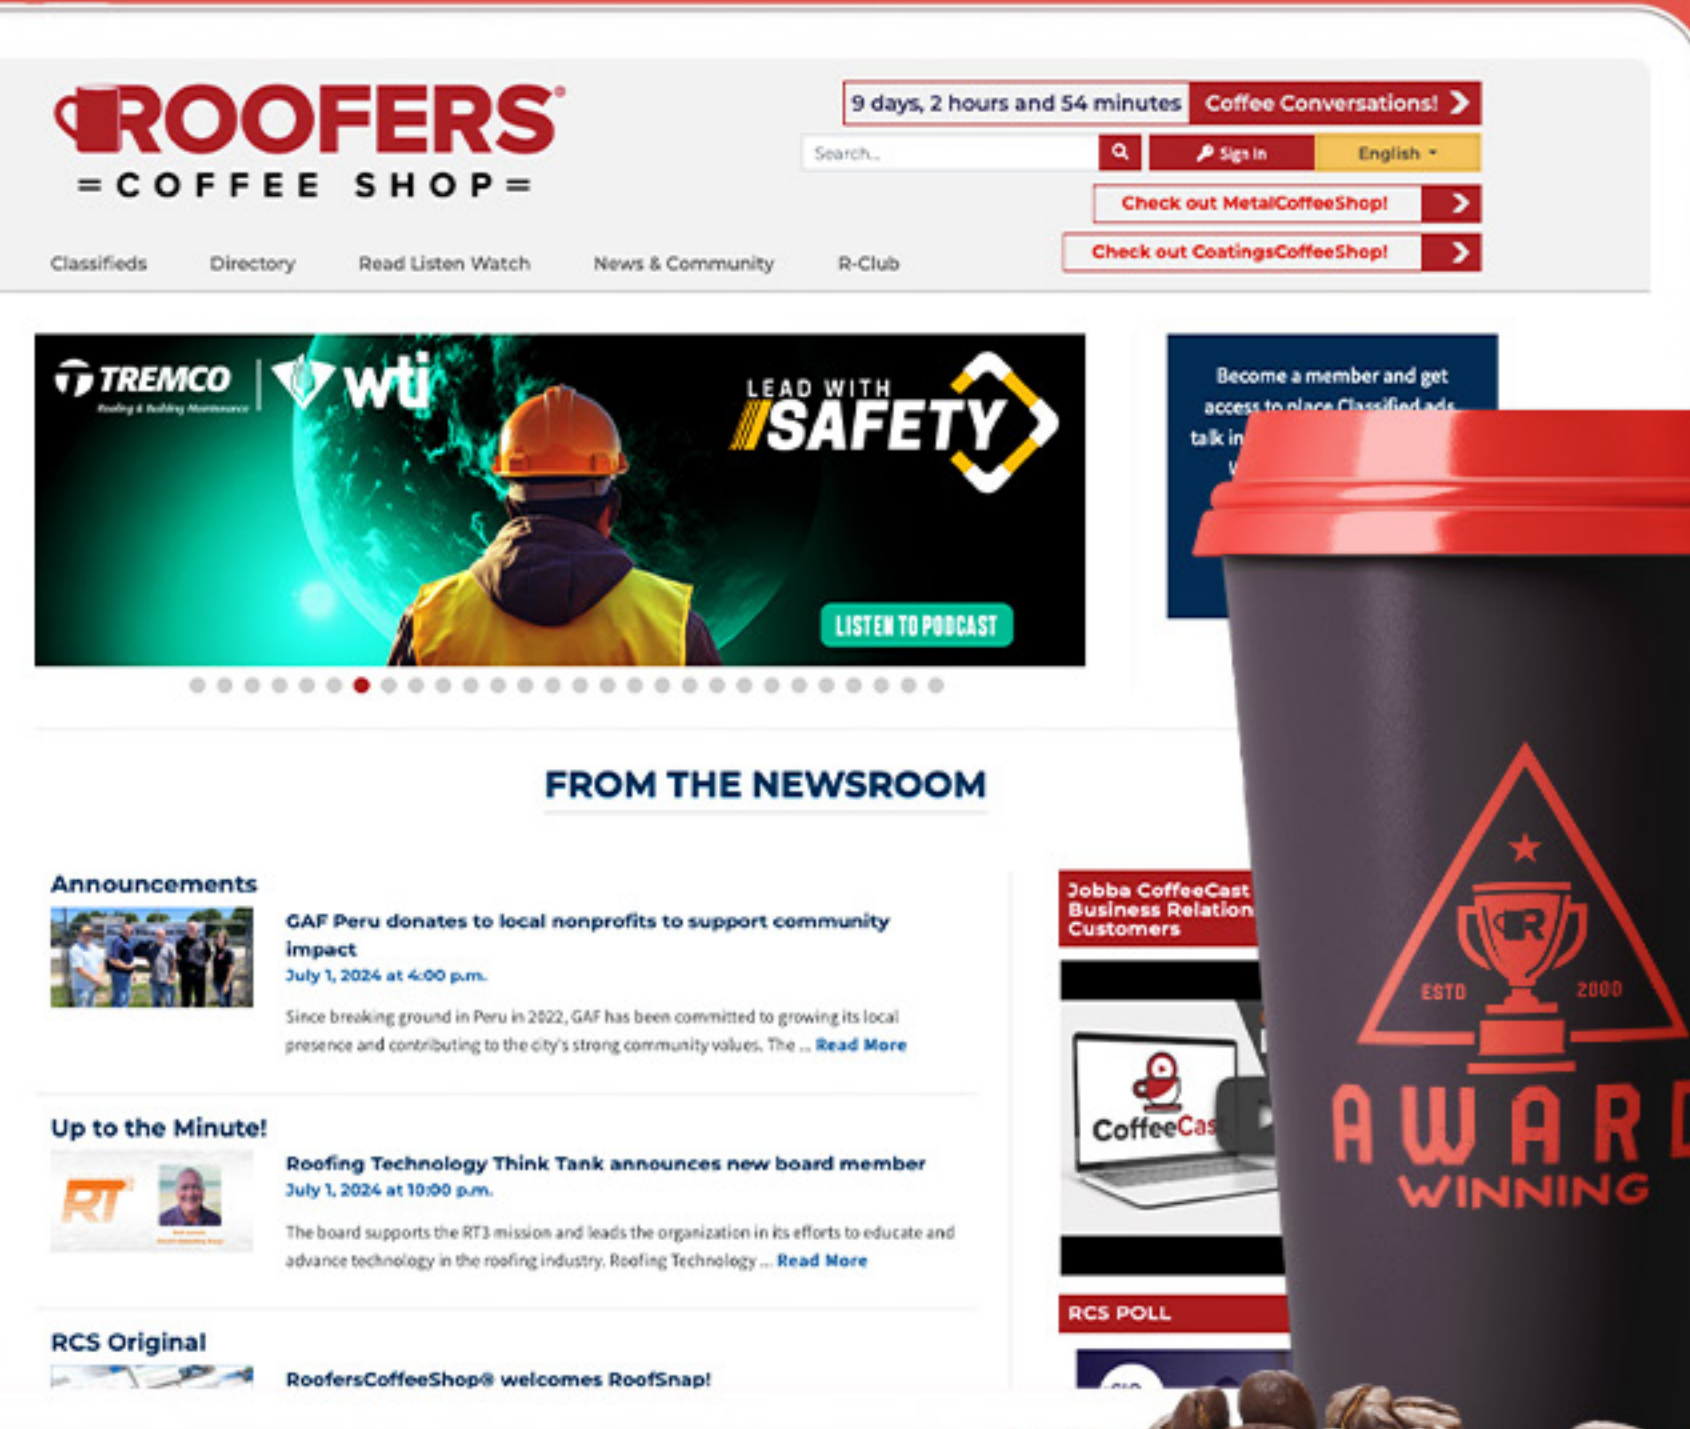 ROOFERS®
=COFFEE SHOP=
9 days, 2 hours and 54 minutes Coffee Conversations!
Search...
Sign In
English
Check out MetalCoffeeShop!
Check out CoatingsCoffeeShop!
Classifieds
Directory
Read Listen Watch
News & Community
R-Club
TREMCO
Roofing & Building Maintenance
wti
LEAD WITH
SAFETY
LISTEN TO PODCAST
Become a member and get
access to place Classified ads,
talk in
FROM THE NEWSROOM
Announcements
GAF Peru donates to local nonprofits to support community
impact
July 1, 2024 at 4:00 p.m.
Since breaking ground in Peru in 2022, GAF has been committed to growing its local
presence and contributing to the city's strong community values. The ... Read More
Up to the Minute!
RT
Roofing Technology Think Tank announces new board member
July 1, 2024 at 10:00 p.m.
The board supports the RT3 mission and leads the organization in its efforts to educate and
advance technology in the roofing industry. Roofing Technology ... Read More
RCS Original
RoofersCoffeeShop® welcomes RoofSnap!
Jobba CoffeeCast
Business Relation
Customers
CoffeeCas
RCS POLL
R
ESTD 2000
AWARD
WINNING